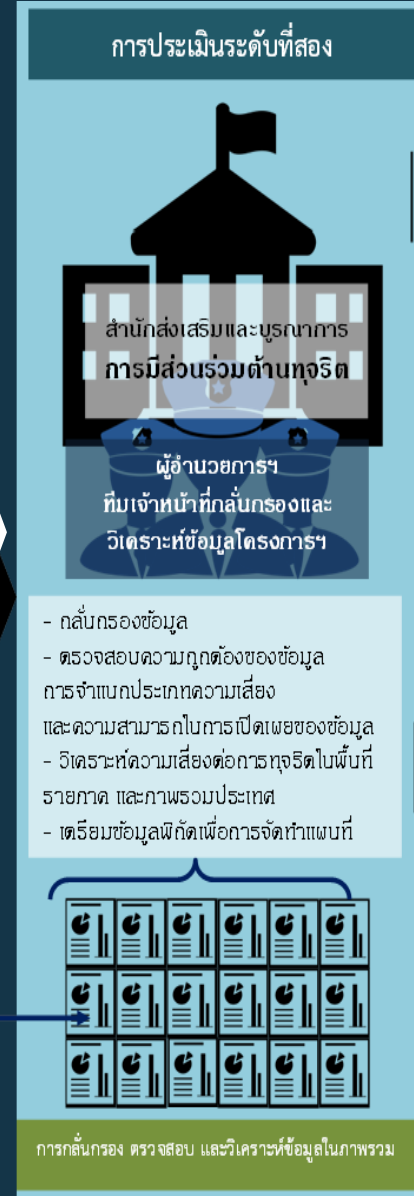 การประเมินระดับที่สอง
สำนักส่งเสริมและบูรณาการ
การมีส่วนร่วมต้านทุจริต
ผู้อำนวยการฯ
ทีมเจ้าหน้าที่กลั่นกรองและ
วิเคราะห์ข้อมูลโครงการฯ
- กลั่นกรองข้อมูล
- ตรวจสอบความถูกต้องของข้อมูล
การจำแนกประเภทความเสี่ยง
และความสามารถในการเปิดเผยของข้อมูล
- วิเคราะห์ความเสี่ยงต่อการทุจริตในพื้นที่
รายภาค และภาพรวมประเทศ
- เตรียมข้อมูลพิกัดเพื่อการจัดทำแผนที่
การกลั่นกรอง ตรวจสอบ และวิเคราะห์ข้อมูลในภาพรวม